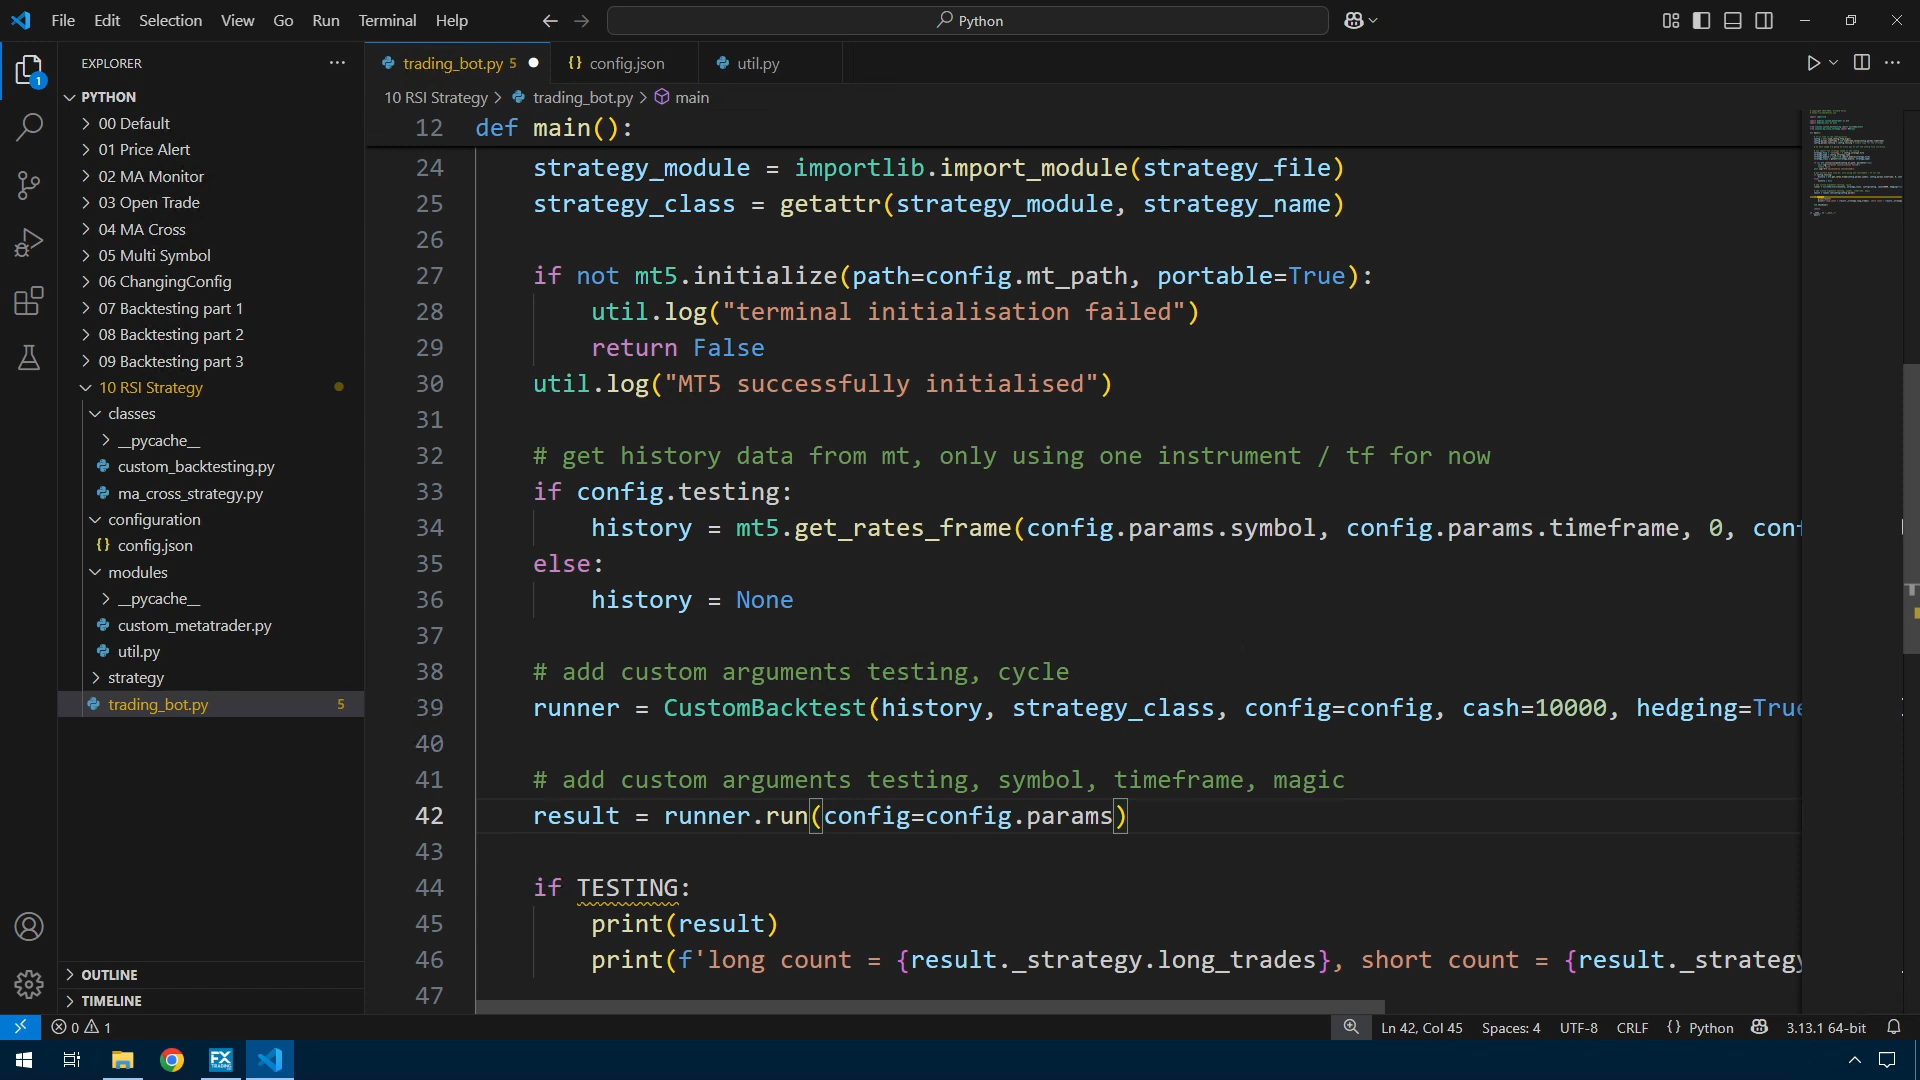 File Edit Selection View Go Run Terminal Help
Python
EXPLORER
PYTHON
00 Default
01 Price Alert
02 MA Monitor
03 Open Trade
04 MA Cross
05 Multi Symbol
06 ChangingConfig
07 Backtesting part 1
08 Backtesting part 2
09 Backtesting part 3
10 RSI Strategy
classes
__pycache__
custom_backtesting.py
ma_cross_strategy.py
configuration
config.json
modules
__pycache__
custom_metatrader.py
util.py
strategy
trading_bot.py 5
OUTLINE
TIMELINE
trading_bot.py 5
config.json
util.py
10 RSI Strategy > trading_bot.py > main
12 def main():
24 strategy_module = importlib.import_module(strategy_file)
25 strategy_class = getattr(strategy_module, strategy_name)
26
27 if not mt5.initialize(path=config.mt_path, portable=True):
28 util.log("terminal initialisation failed")
29 return False
30 util.log("MT5 successfully initialised")
31
32 # get history data from mt, only using one instrument / tf for now
33 if config.testing:
34 history = mt5.get_rates_frame(config.params.symbol, config.params.timeframe, 0, conf
35 else:
36 history = None
37
38 # add custom arguments testing, cycle
39 runner = CustomBacktest(history, strategy_class, config=config, cash=10000, hedging=True
40
41 # add custom arguments testing, symbol, timeframe, magic
42 result = runner.run(config=config.params)
43
44 if TESTING:
45 print(result)
46 print(f'long count = {result._strategy.long_trades}, short count = {result._strategy
47
0 1
Ln 42, Col 45 Spaces: 4 UTF-8 CRLF {} Python 3.13.1 64-bit
1
FX TRADING